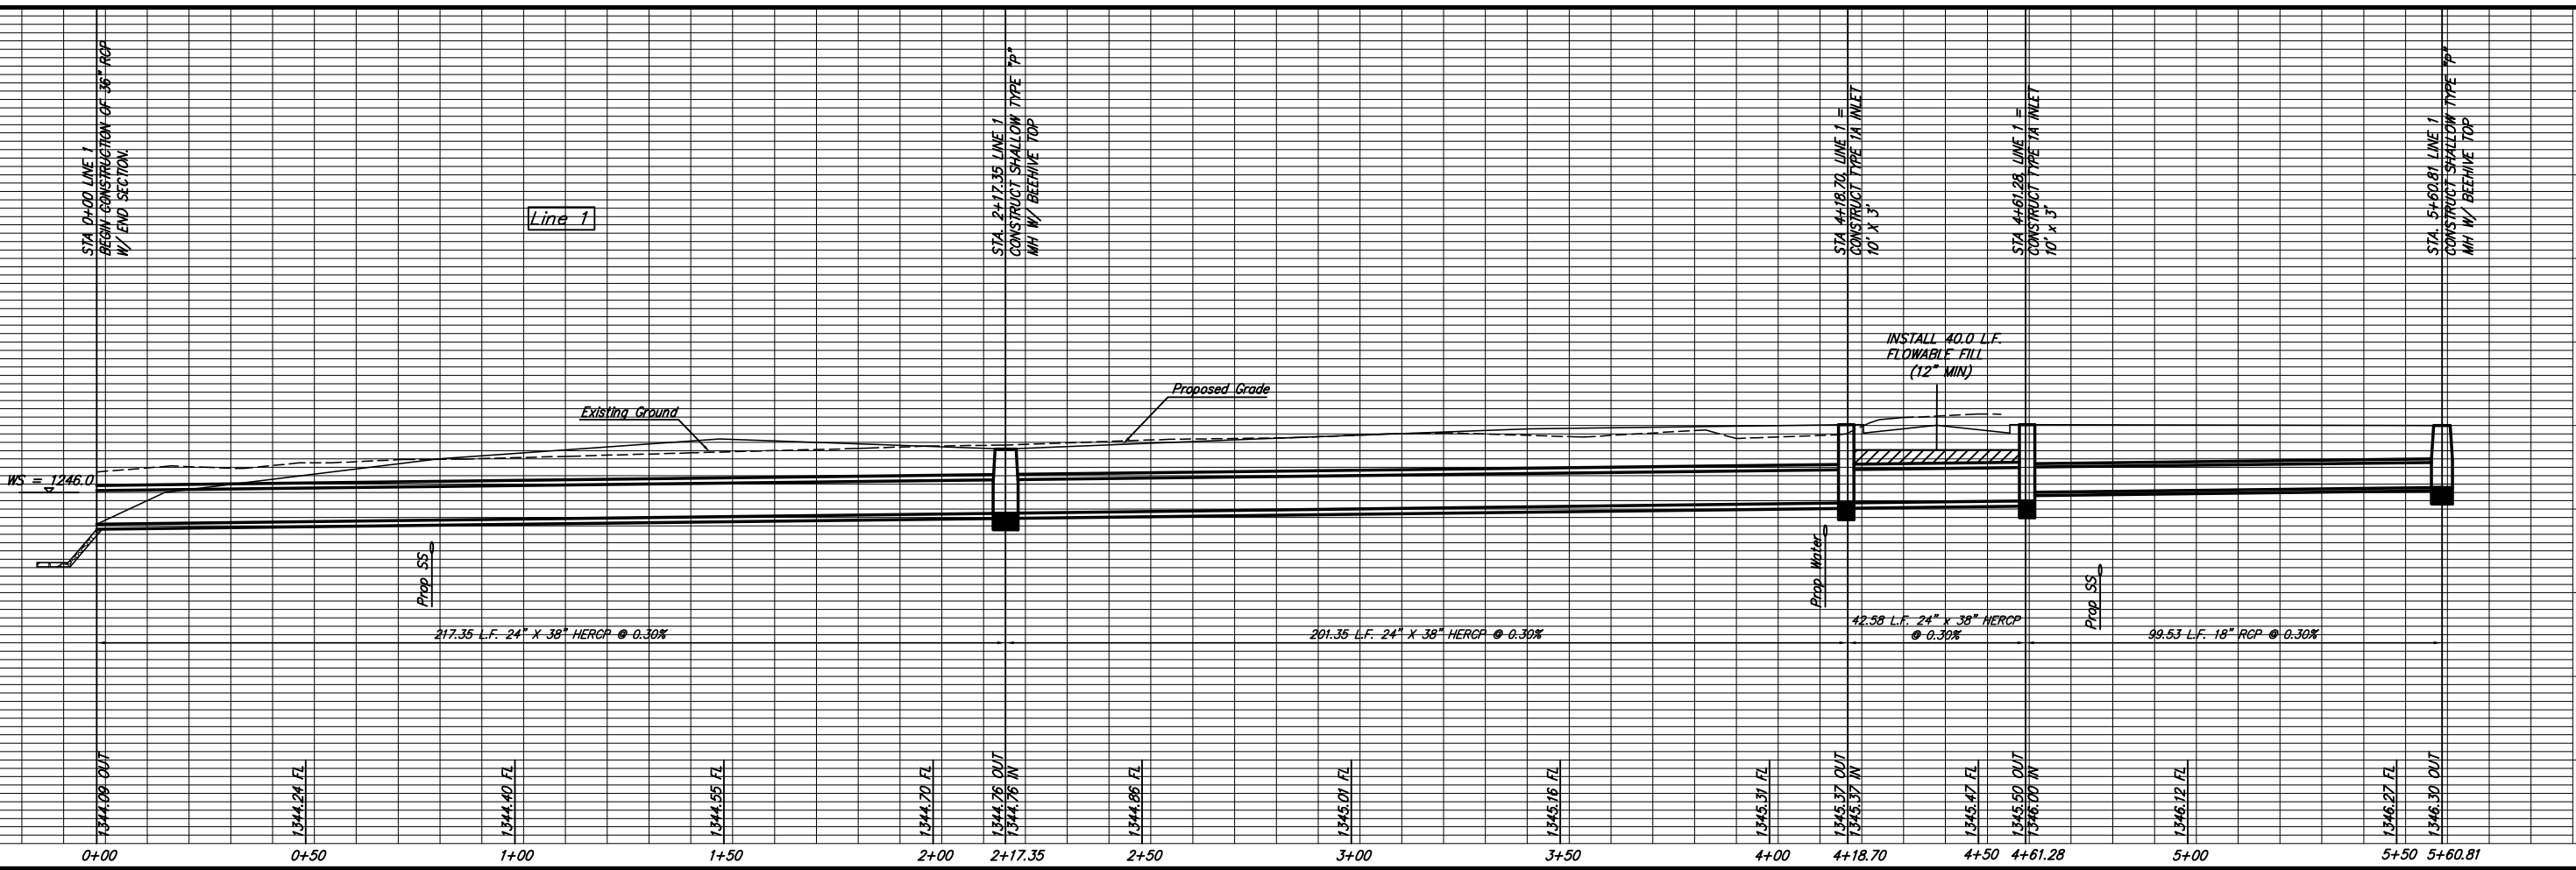 STA 0+00 LINE 1
BEGIN CONSTRUCTION OF 36" RCP
W/ END SECTION.
Line 1
STA. 2+17.35 LINE 1
CONSTRUCT SHALLOW TYPE "P"
MH W/ BEEHIVE TOP
STA 4+18.70, LINE 1 =
CONSTRUCT TYPE 1A INLET
10' X 3'
STA 4+61.28, LINE 1 =
CONSTRUCT TYPE 1A INLET
10' x 3'
STA. 5+60.81 LINE 1
CONSTRUCT SHALLOW TYPE "P"
MH W/ BEEHIVE TOP
INSTALL 40.0 L.F.
FLOWABLE FILL
(12" MIN)
Existing Ground
Proposed Grade
WS = 1246.0
Prop SS
Prop Water
Prop SS
217.35 L.F. 24" X 38" HERCP @ 0.30%
201.35 L.F. 24" X 38" HERCP @ 0.30%
42.58 L.F. 24" x 38" HERCP
@ 0.30%
99.53 L.F. 18" RCP @ 0.30%
1344.09 OUT
1344.24 FL
1344.40 FL
1344.55 FL
1344.70 FL
1344.76 OUT
1344.76 IN
1344.86 FL
1345.01 FL
1345.16 FL
1345.31 FL
1345.37 OUT
1345.37 IN
1345.47 FL
1345.50 OUT
1346.00 IN
1346.12 FL
1346.27 FL
1346.30 OUT
0+00
0+50
1+00
1+50
2+00
2+17.35
2+50
3+00
3+50
4+00
4+18.70
4+50
4+61.28
5+00
5+50
5+60.81